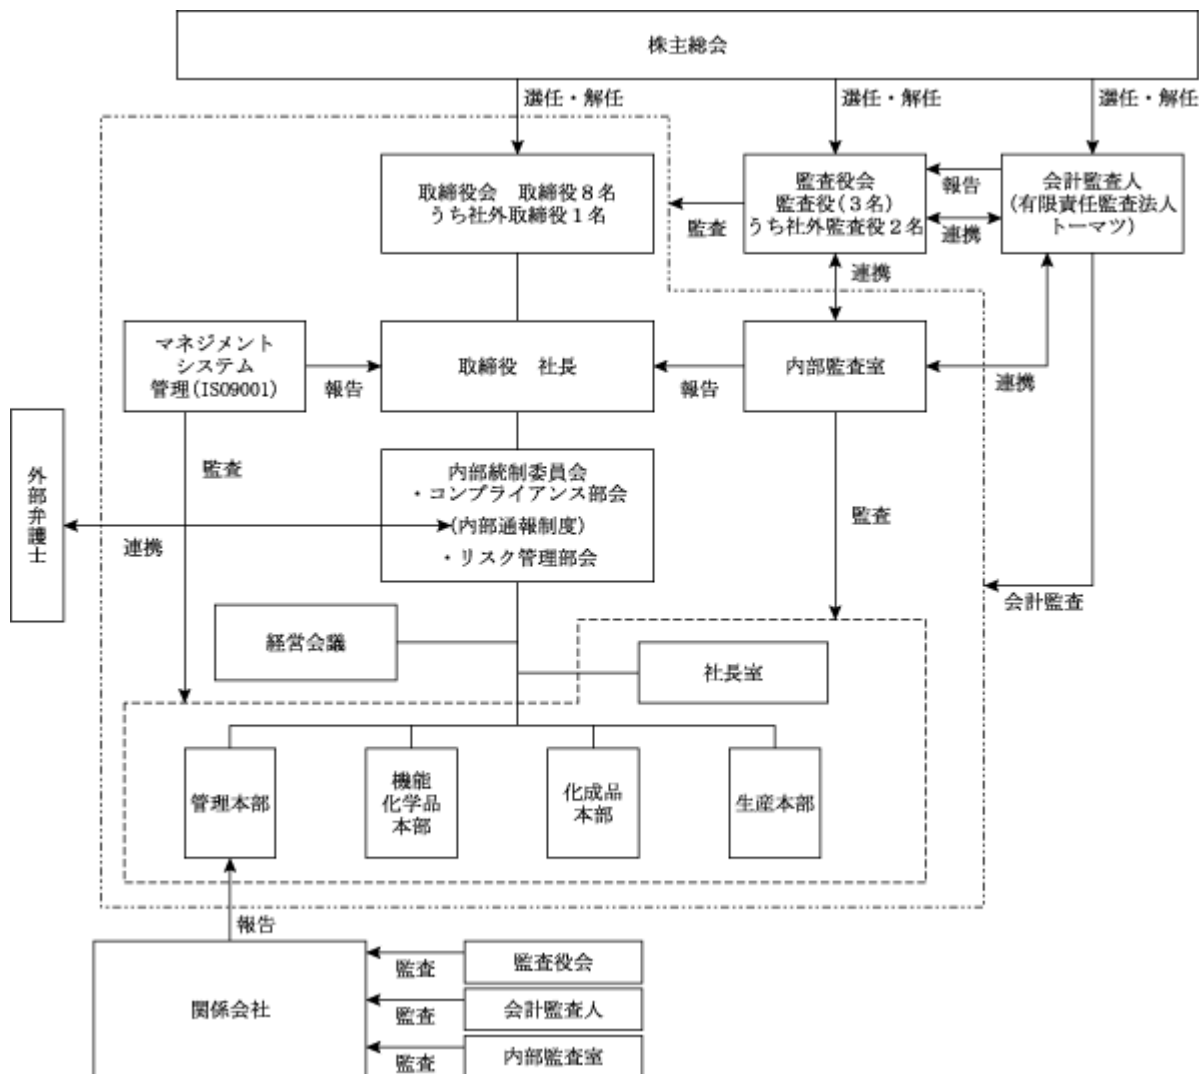 株主総会
選任・解任
選任・解任
選任・解任
取締役会　取締役８名
うち社外取締役１名
監査
監査役会
監査役(３名)
うち社外監査役２名
報告
連携
会計監査人
(有限責任監査法人
トーマツ)
連携
マネジメント
システム
管理(ISO9001)
報告
取締役　社長
報告
内部監査室
連携
外部弁護士
監査
連携
内部統制委員会
・コンプライアンス部会
(内部通報制度)
・リスク管理部会
監査
会計監査
経営会議
社長室
管理本部
機能
化学品
本部
化成品
本部
生産本部
報告
関係会社
監査
監査役会
監査
会計監査人
監査
内部監査室